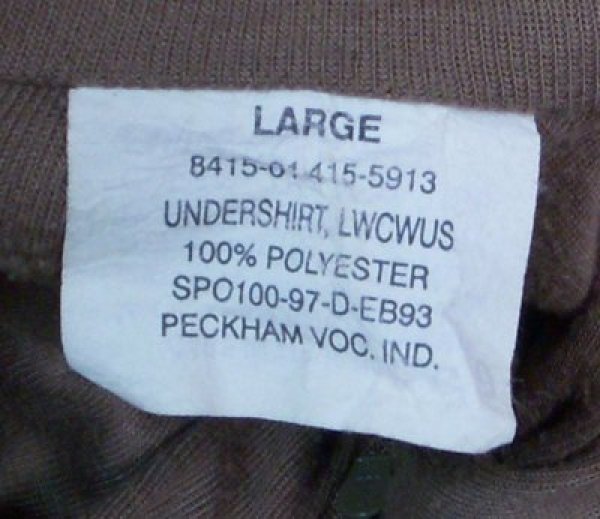 LARGE
8415-01-415-5913
UNDERSHIRT, LWCWUS
100% POLYESTER
SPO100-97-D-EB93
PECKHAM VOC. IND.